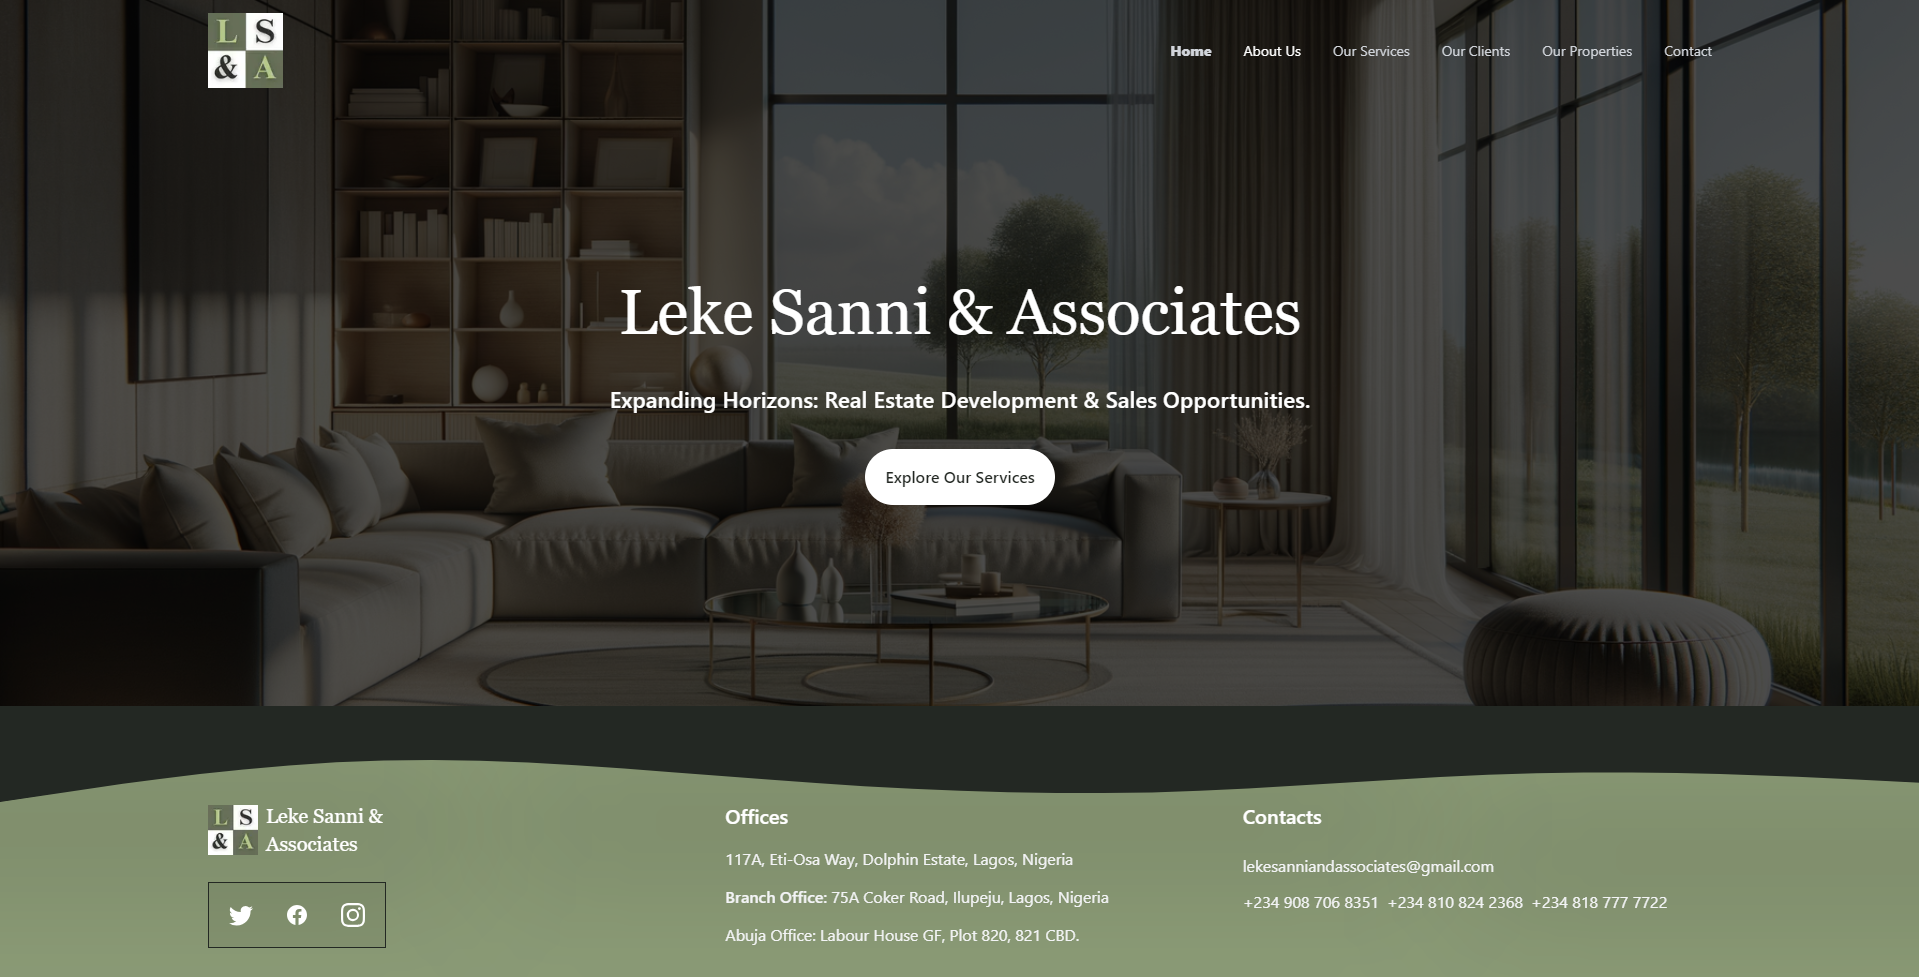 L S
& A
Home About Us Our Services Our Clients Our Properties Contact
Leke Sanni & Associates
Expanding Horizons: Real Estate Development & Sales Opportunities.
Explore Our Services
L S
& A
Leke Sanni &
Associates
Offices
117A, Eti-Osa Way, Dolphin Estate, Lagos, Nigeria
Branch Office: 75A Coker Road, Ilupeju, Lagos, Nigeria
Abuja Office: Labour House GF, Plot 820, 821 CBD.
Contacts
lekesanniandassociates@gmail.com
+234 908 706 8351 +234 810 824 2368 +234 818 777 7722